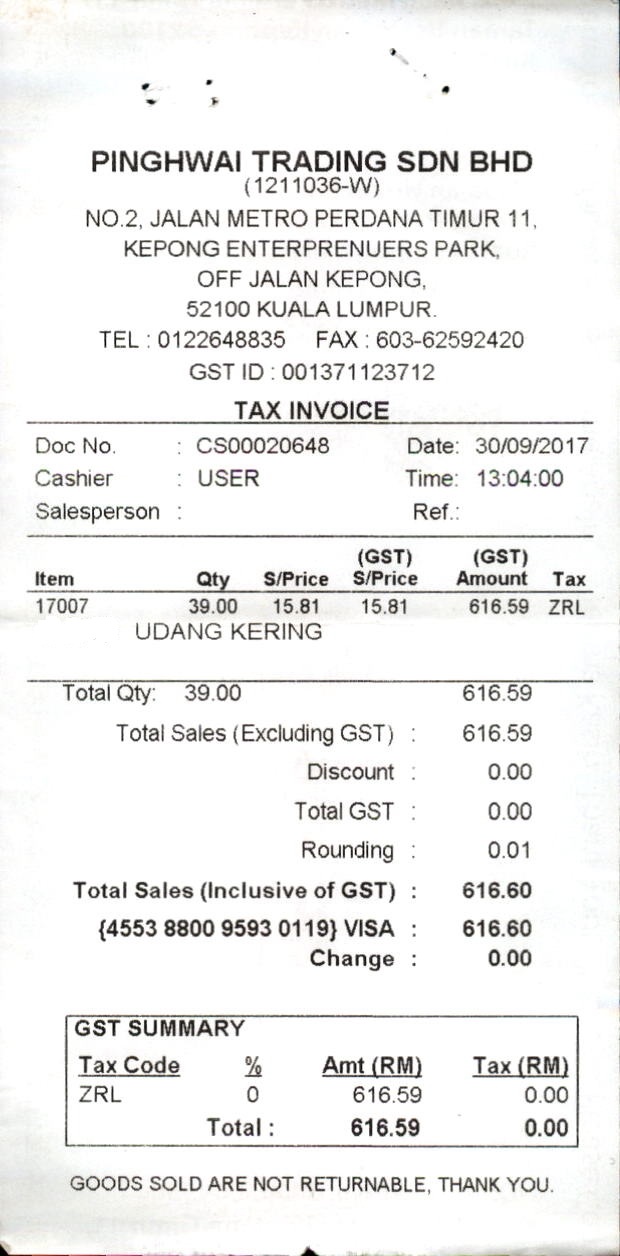 PINGHWAI TRADING SDN BHD
(1211036-W)
NO.2, JALAN METRO PERDANA TIMUR 11,
KEPONG ENTERPRENUERS PARK,
OFF JALAN KEPONG,
52100 KUALA LUMPUR.
TEL : 0122648835 FAX : 603-62592420
GST ID : 001371123712
TAX INVOICE
Doc No. : CS00020648 Date: 30/09/2017
Cashier : USER Time: 13:04:00
Salesperson : Ref.:
(GST) (GST)
Item Qty S/Price S/Price Amount Tax
17007 39.00 15.81 15.81 616.59 ZRL
UDANG KERING
Total Qty: 39.00 616.59
Total Sales (Excluding GST) : 616.59
Discount : 0.00
Total GST : 0.00
Rounding : 0.01
Total Sales (Inclusive of GST) : 616.60
{4553 8800 9593 0119} VISA : 616.60
Change : 0.00
GST SUMMARY
Tax Code % Amt (RM) Tax (RM)
ZRL 0 616.59 0.00
Total : 616.59 0.00
GOODS SOLD ARE NOT RETURNABLE, THANK YOU.